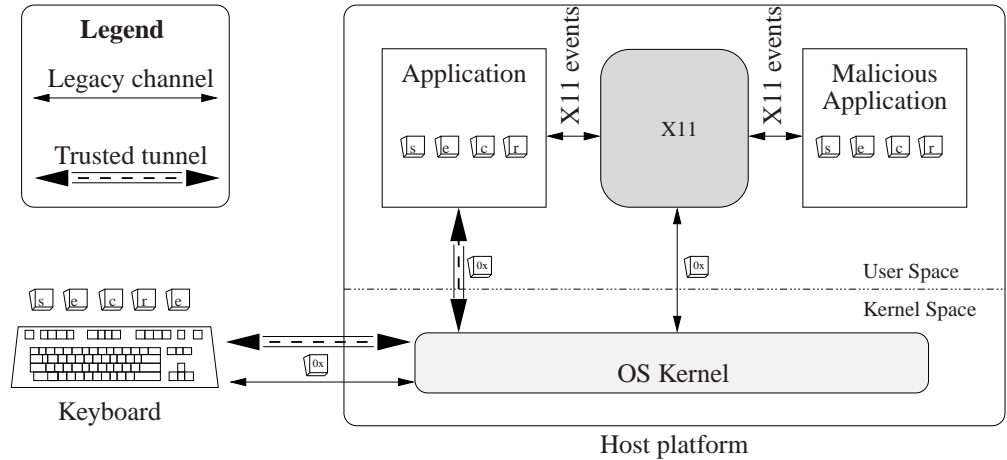 Legend
Legacy channel
Trusted tunnel
Application
s e c r
X11 events
X11
X11 events
Malicious
Application
s e c r
0x
0x
User Space
Kernel Space
s e c r e
0x
OS Kernel
Keyboard
Host platform